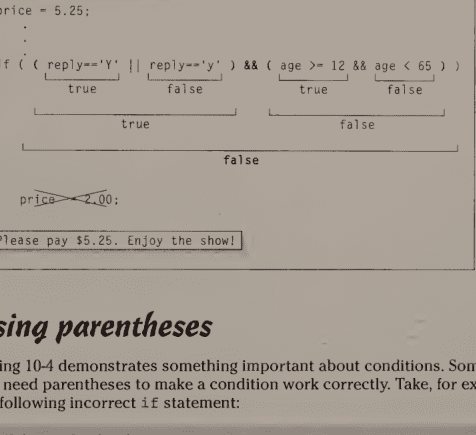 price = 5.25;
.
.
.
if ( ( reply=='Y' || reply=='y' ) && ( age >= 12 && age < 65 ) )
true false true false
true false
false
price = 2.00;
Please pay $5.25. Enjoy the show!
sing parentheses
ing 10-4 demonstrates something important about conditions. Som
need parentheses to make a condition work correctly. Take, for ex
following incorrect if statement: